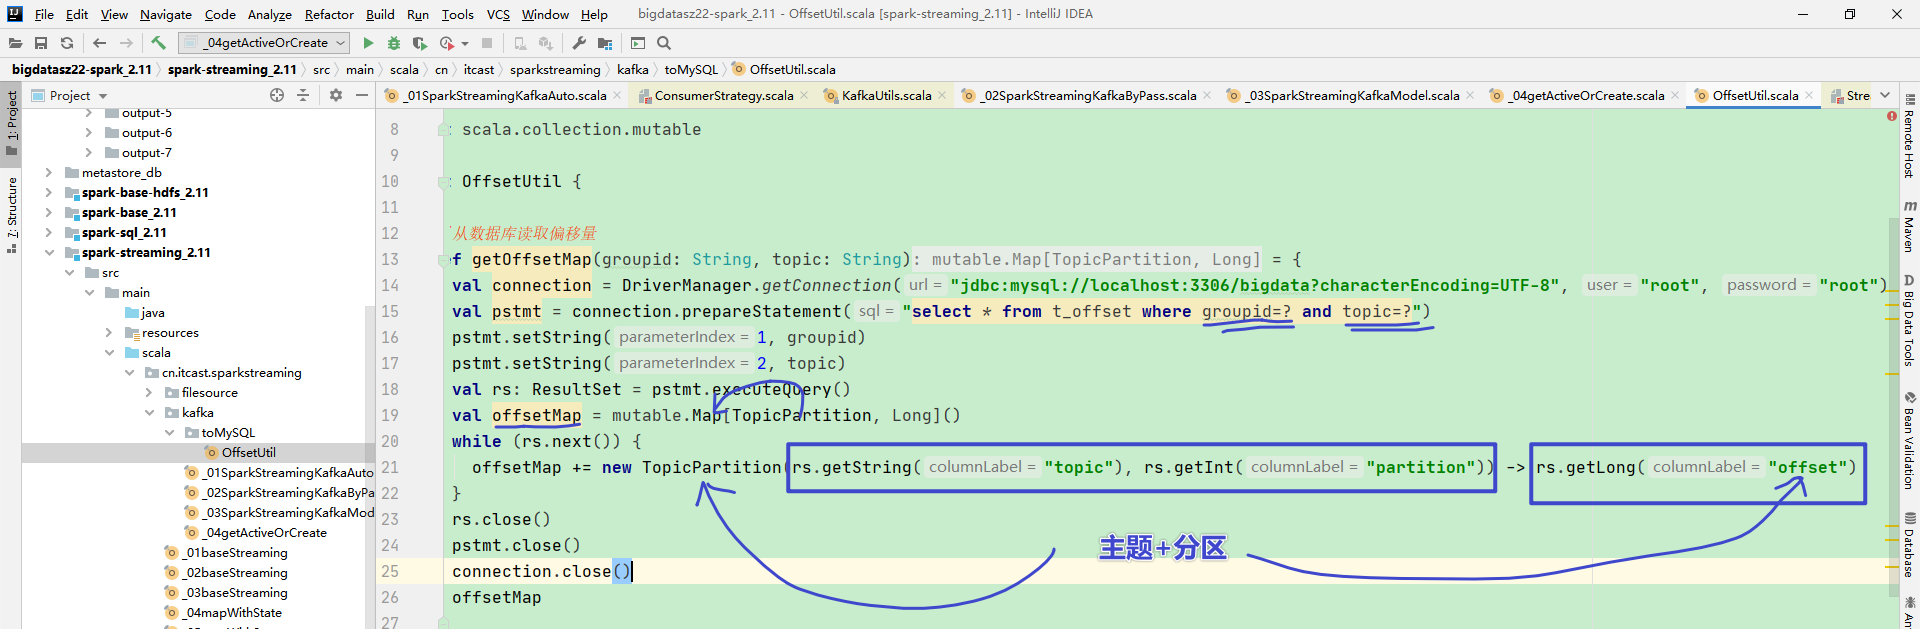 File Edit View Navigate Code Analyze Refactor Build Run Tools VCS Window Help bigdatasz22-spark_2.11 - OffsetUtil.scala [spark-streaming_2.11] - IntelliJ IDEA
_04getActiveOrCreate
bigdatasz22-spark_2.11 spark-streaming_2.11 src main scala cn itcast sparkstreaming kafka toMySQL OffsetUtil.scala
Project
_01SparkStreamingKafkaAuto.scala ConsumerStrategy.scala KafkaUtils.scala _02SparkStreamingKafkaByPass.scala _03SparkStreamingKafkaModel.scala _04getActiveOrCreate.scala OffsetUtil.scala Stre
1: Project
7: Structure
output-5
output-6
output-7
metastore_db
spark-base-hdfs_2.11
spark-base_2.11
spark-sql_2.11
spark-streaming_2.11
src
main
java
resources
scala
cn.itcast.sparkstreaming
filesource
kafka
toMySQL
OffsetUtil
_01SparkStreamingKafkaAuto
_02SparkStreamingKafkaByPa
_03SparkStreamingKafkaMod
_04getActiveOrCreate
_01baseStreaming
_02baseStreaming
_03baseStreaming
_04mapWithState
8 scala.collection.mutable
9
10 OffsetUtil {
11
12 从数据库读取偏移量
13 f getOffsetMap(groupid: String, topic: String): mutable.Map[TopicPartition, Long] = {
14 val connection = DriverManager.getConnection( url = "jdbc:mysql://localhost:3306/bigdata?characterEncoding=UTF-8", user = "root", password = "root")
15 val pstmt = connection.prepareStatement( sql = "select * from t_offset where groupid=? and topic=?")
16 pstmt.setString( parameterIndex = 1, groupid)
17 pstmt.setString( parameterIndex = 2, topic)
18 val rs: ResultSet = pstmt.executeQuery()
19 val offsetMap = mutable.Map[TopicPartition, Long]()
20 while (rs.next()) {
21 offsetMap += new TopicPartition(rs.getString( columnLabel = "topic"), rs.getInt( columnLabel = "partition")) -> rs.getLong( columnLabel = "offset")
22 }
23 rs.close()
24 pstmt.close()
主题+分区
25 connection.close()
26 offsetMap
27
Remote Host
Maven
Big Data Tools
Bean Validation
Database
An